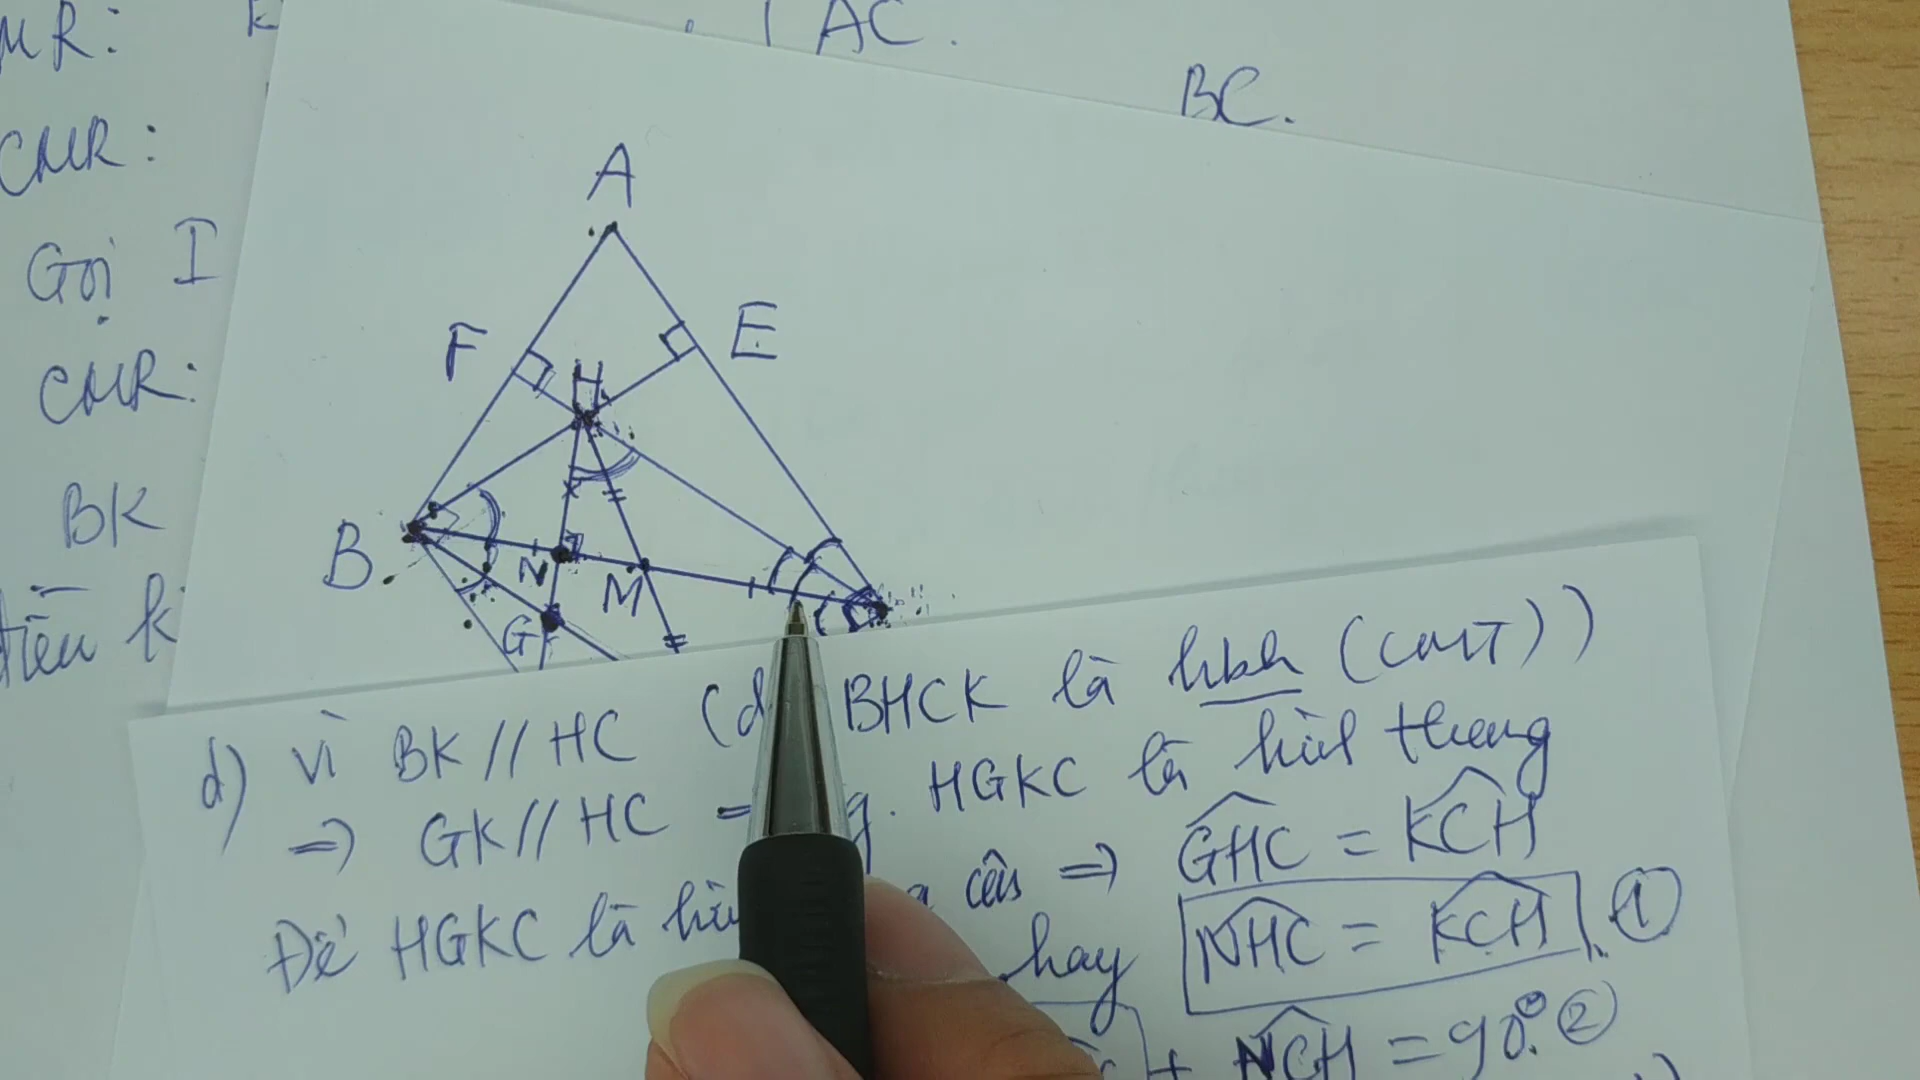 CMR:
AC.
BC.
CMR:
Gọi I
CMR:
BK
A
F
E
H
B
N
M
G
C
d) Vì BK // HC (d BHCK là hbh (CMT))
=> GK // HC HGKC là hình thang
Để HGKC là cân => GHC = KCH
hay NHC = KCH (1)
+ NCH = 90° (2)